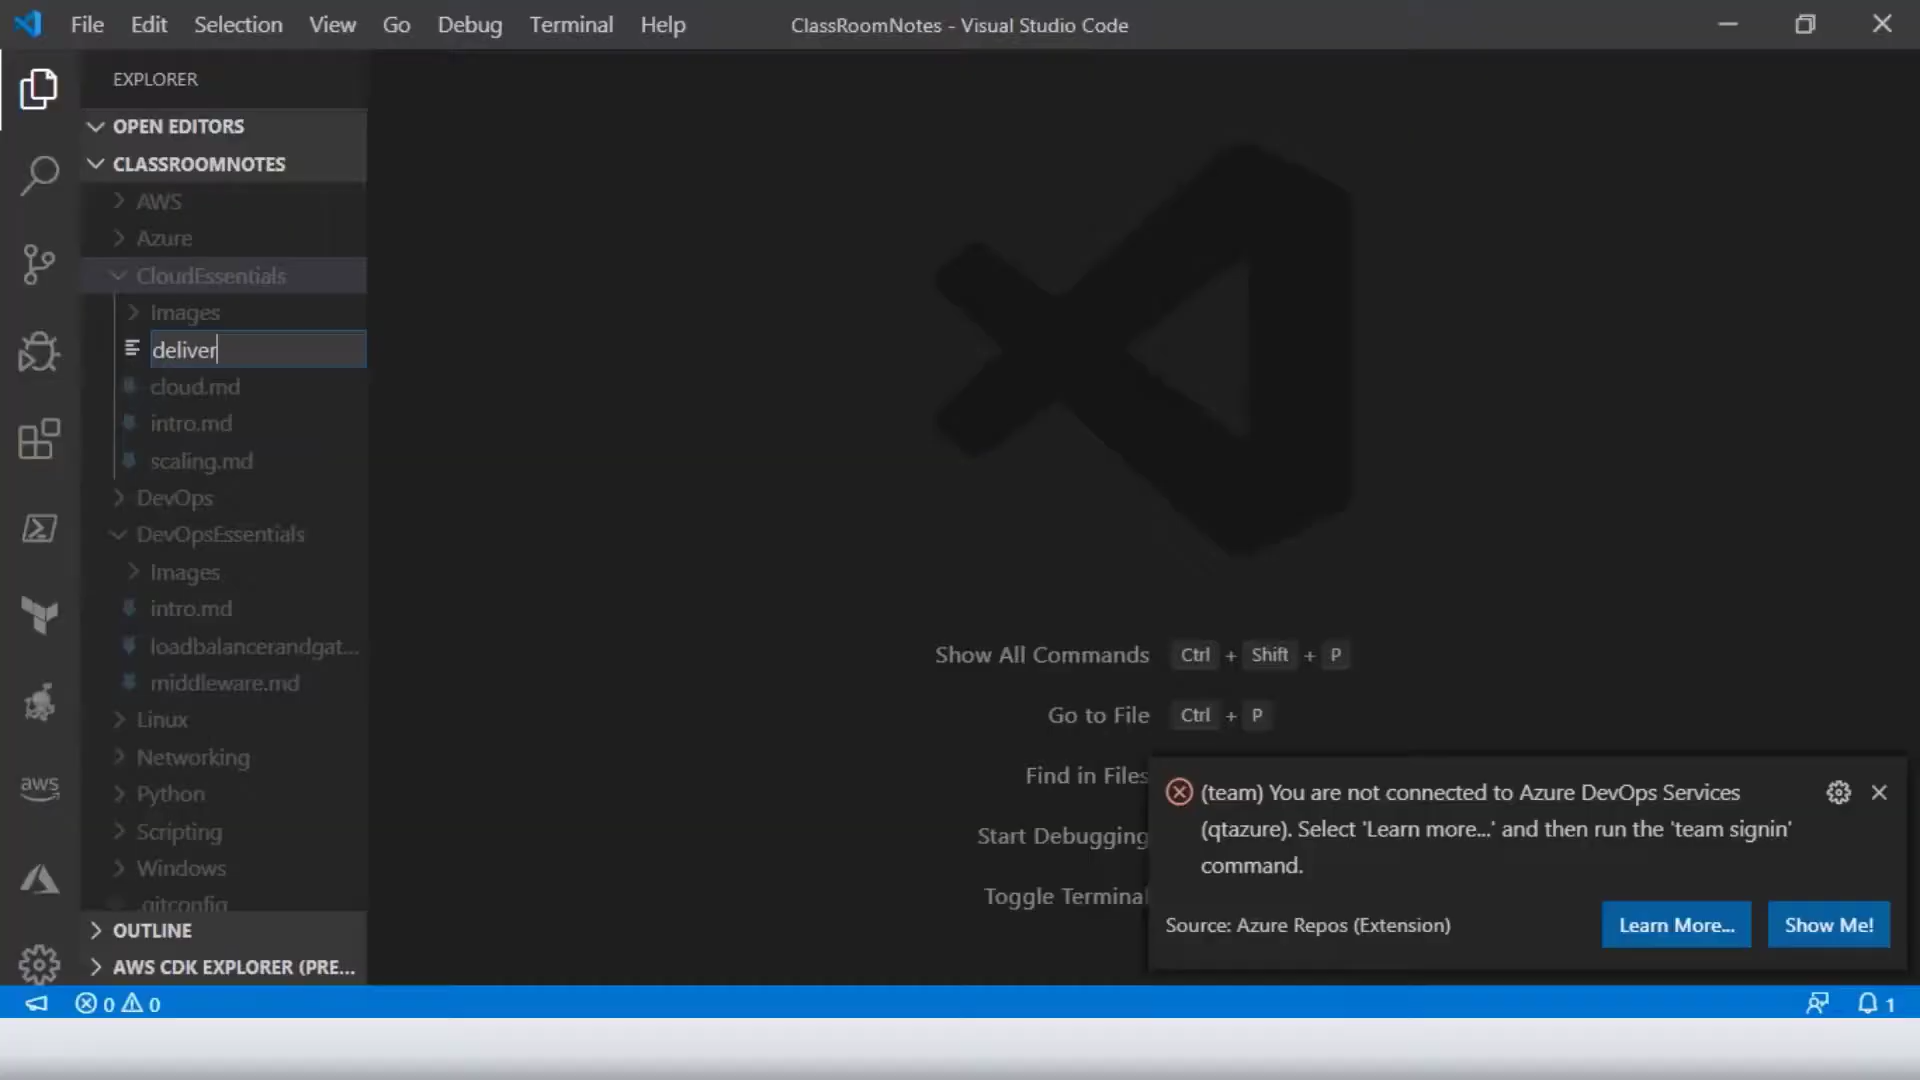 File Edit Selection View Go Debug Terminal Help
ClassRoomNotes - Visual Studio Code
EXPLORER
OPEN EDITORS
CLASSROOMNOTES
AWS
Azure
CloudEssentials
Images
deliver
cloud.md
intro.md
scaling.md
DevOps
DevOpsEssentials
Images
intro.md
loadbalancerandgat...
middleware.md
Linux
Networking
Python
Scripting
Windows
.gitconfig
OUTLINE
AWS CDK EXPLORER (PRE...
aws
Show All Commands Ctrl + Shift + P
Go to File Ctrl + P
Find in Files
Start Debugging
Toggle Terminal
(team) You are not connected to Azure DevOps Services
(qtazure). Select 'Learn more...' and then run the 'team signin'
command.
Source: Azure Repos (Extension)
Learn More...
Show Me!
0 0
1